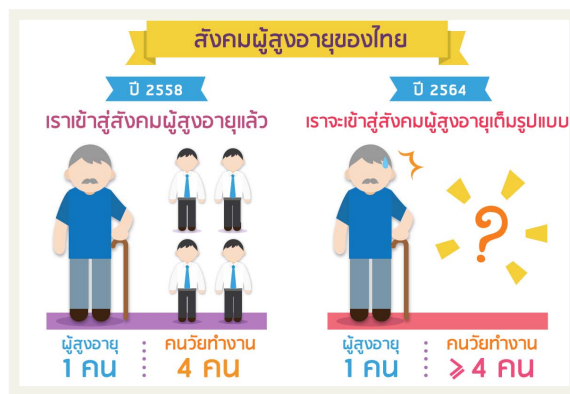 สังคมผู้สูงอายุของไทย
ปี 2558
เราเข้าสู่สังคมผู้สูงอายุแล้ว
ผู้สูงอายุ
1 คน
คนวัยทำงาน
4 คน
ปี 2564
เราจะเข้าสู่สังคมผู้สูงอายุเต็มรูปแบบ
?
ผู้สูงอายุ
1 คน
คนวัยทำงาน
⩾ 4 คน